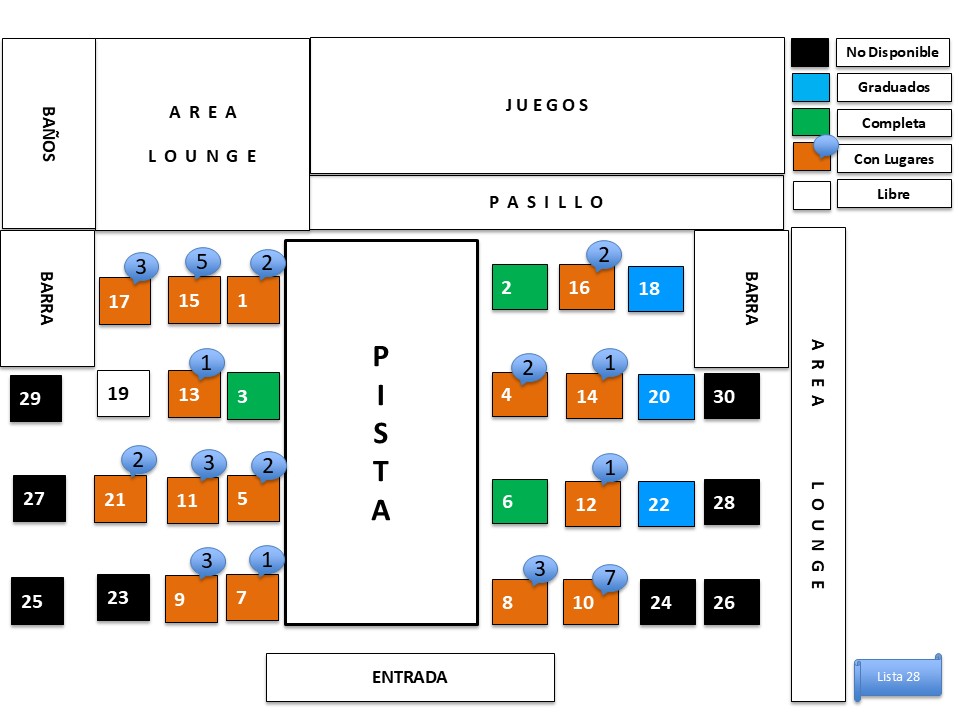 BAÑOS
AREA
LOUNGE
JUEGOS
PASILLO
No Disponible
Graduados
Completa
Con Lugares
Libre
BARRA
3
5
2
17
15
1
2
2
16
18
BARRA
29
19
1
13
3
PISTA
2
4
1
14
20
30
27
2
21
3
11
2
5
6
1
12
22
28
25
23
3
9
1
7
3
8
7
10
24
26
AREA LOUNGE
ENTRADA
Lista 28